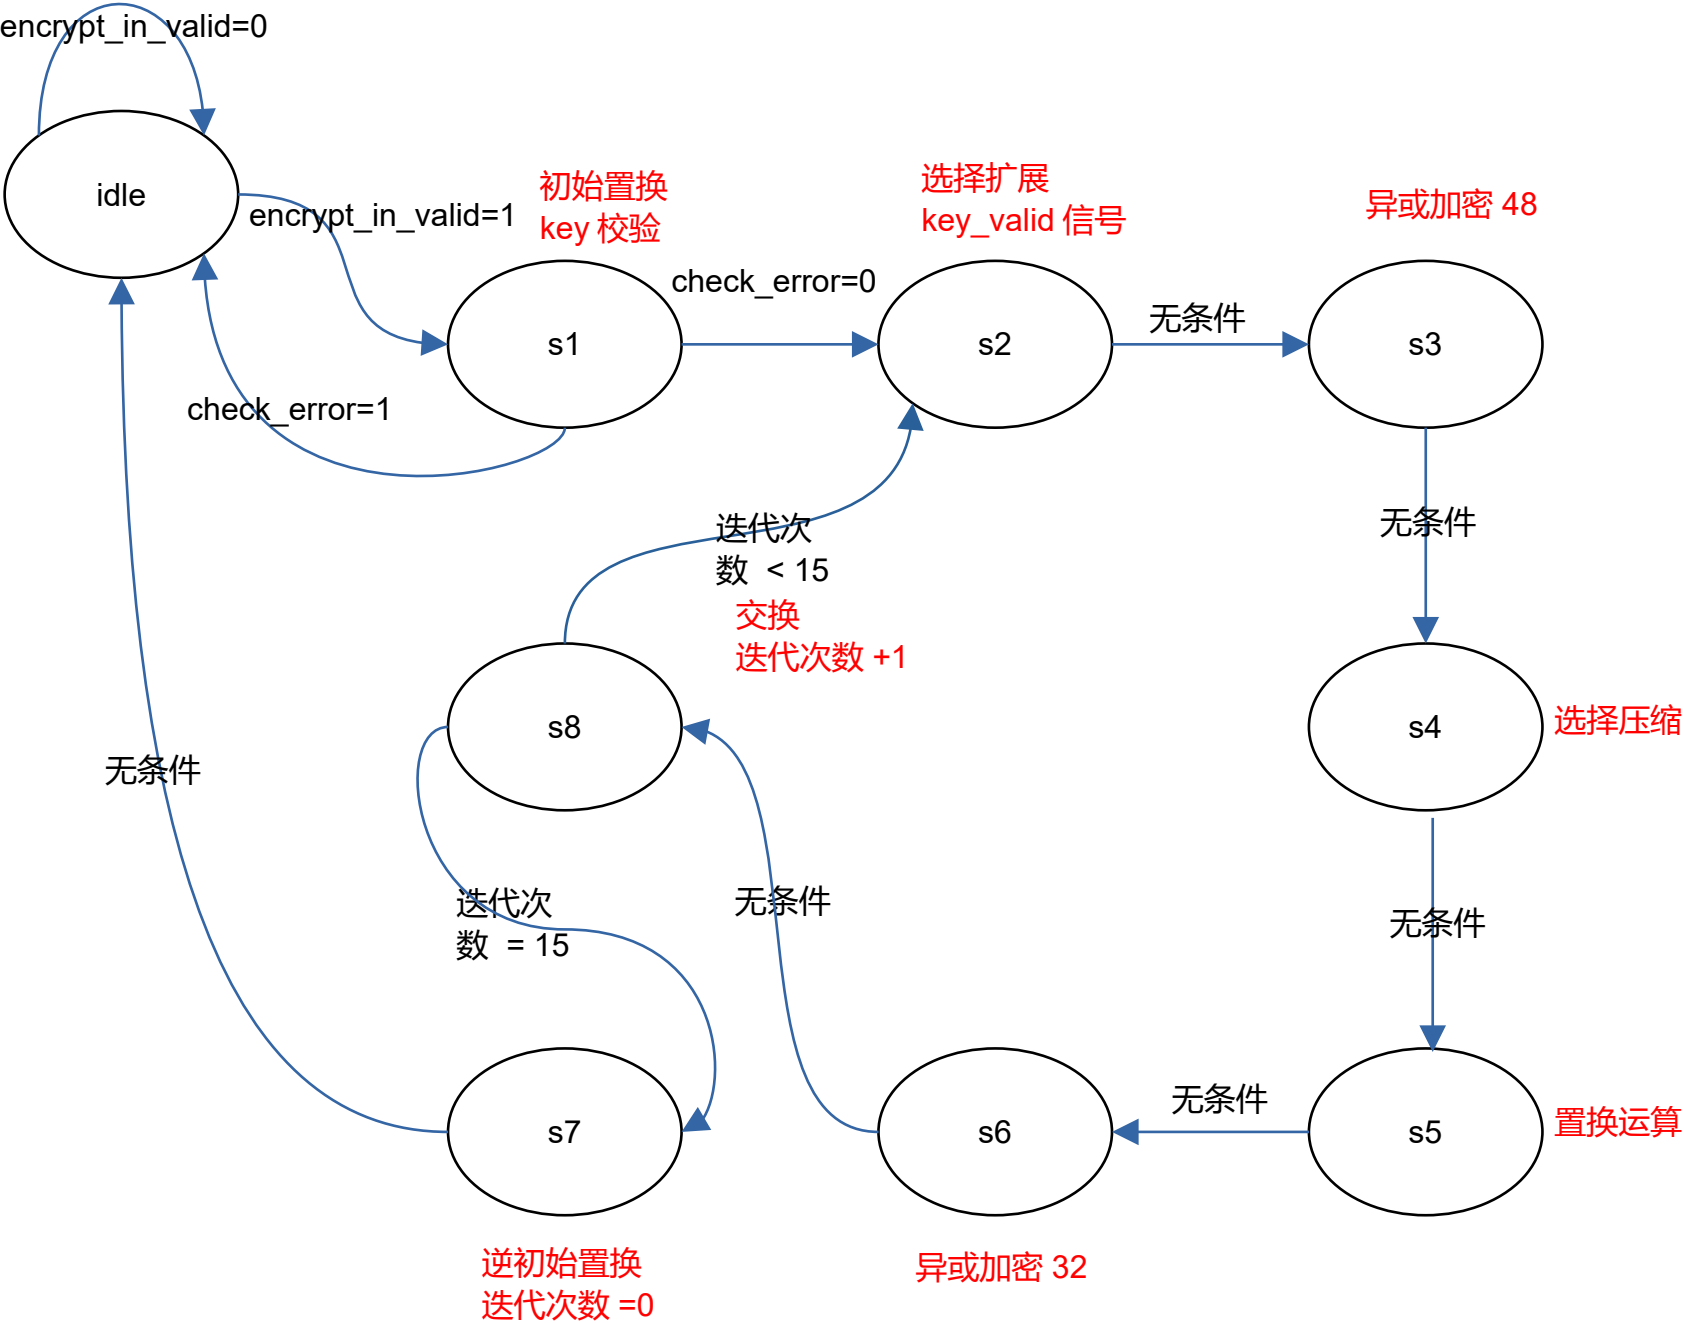 encrypt_in_valid=0
idle
encrypt_in_valid=1
初始置换
key 校验
选择扩展
key_valid 信号
异或加密 48
check_error=0
s1
s2
无条件
s3
check_error=1
无条件
迭代次
数 < 15
交换
迭代次数 +1
s8
s4
选择压缩
无条件
迭代次
数 = 15
无条件
无条件
无条件
s7
s6
s5
置换运算
逆初始置换
迭代次数 =0
异或加密 32